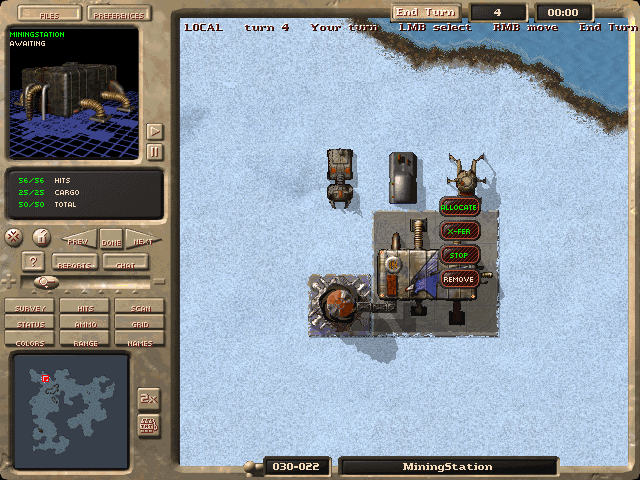 FILES PREFERENCES End Turn 4 00:00
LOCAL turn 4 Your turn LMB select RMB move End Turn
MININGSTATION
AWAITING
56/56 HITS
25/25 CARGO
50/50 TOTAL
ALLOCATE
X-FER
STOP
REMOVE
PREV DONE NEXT
? REPORTS CHAT
SURVEY HITS SCAN
STATUS AMMO GRID
COLORS RANGE NAMES
2x
030-022 MiningStation